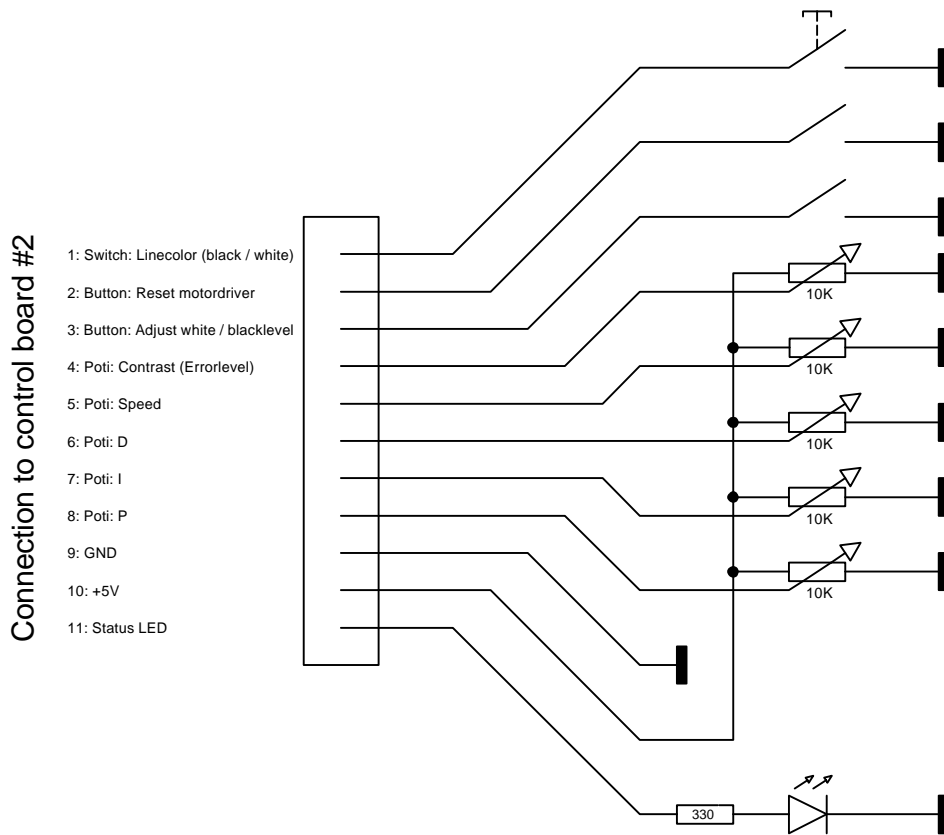 Connection to control board #2
1: Switch: Linecolor (black / white)
2: Button: Reset motordriver
3: Button: Adjust white / blacklevel
4: Poti: Contrast (Errorlevel)
5: Poti: Speed
6: Poti: D
7: Poti: I
8: Poti: P
9: GND
10: +5V
11: Status LED
10K
10K
10K
10K
10K
330